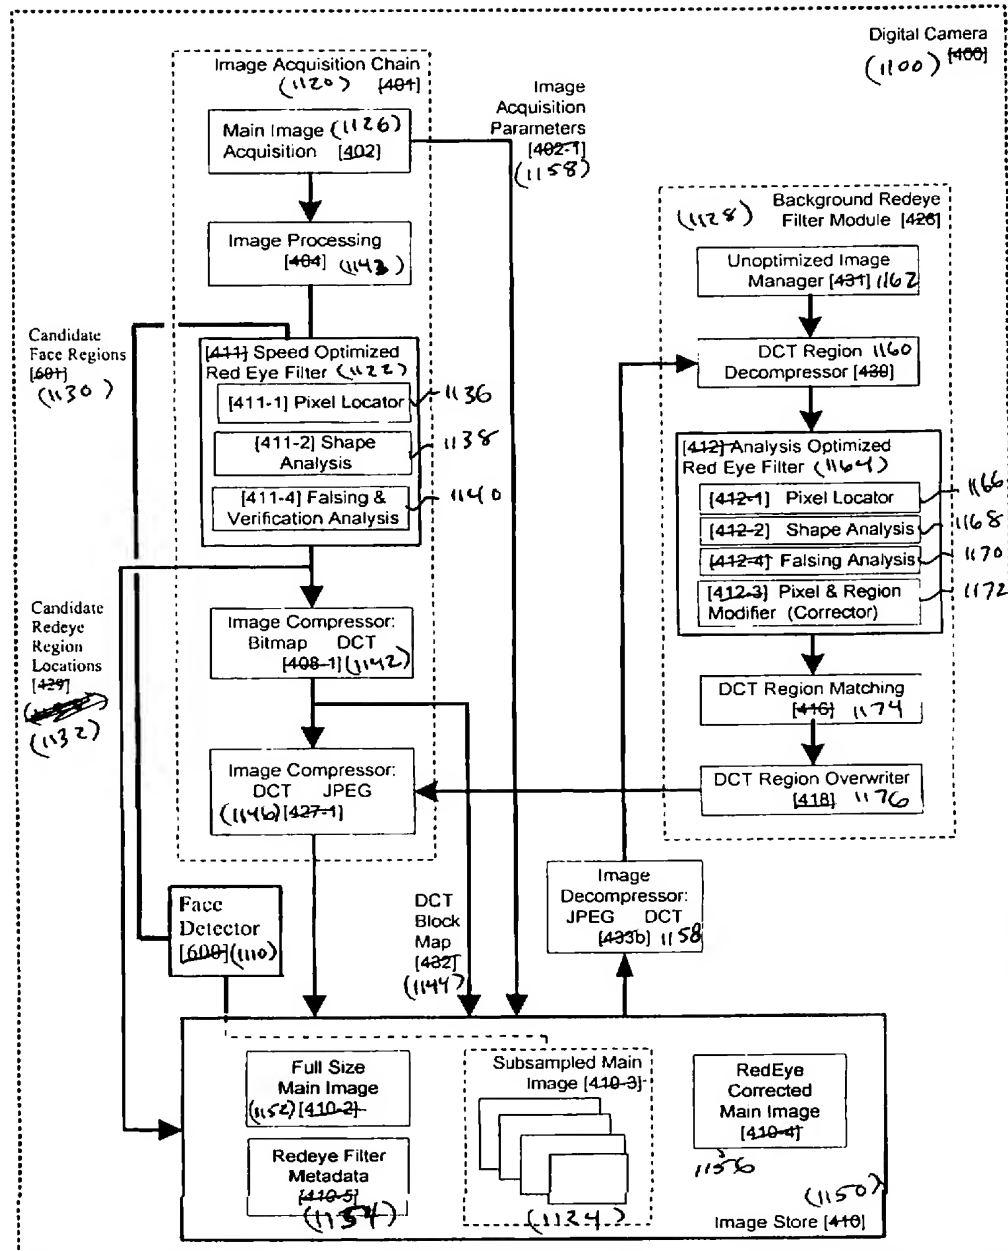 Digital Camera
(1100) [400]
Image Acquisition Chain
(1120) [401]
Main Image (1126)
Acquisition [402]
Image
Acquisition
Parameters
[402-1]
(1158)
Image Processing
[404] (1143)
Candidate
Face Regions
[601]
(1130)
[411] Speed Optimized
Red Eye Filter (1122)
[411-1] Pixel Locator
1136
[411-2] Shape
Analysis
1138
[411-4] Falsing &
Verification Analysis
1140
Candidate
Redeye
Region
Locations
[429]
(1132)
Image Compressor:
Bitmap DCT
[408-1] (1142)
Image Compressor:
DCT JPEG
(1146) [427-1]
Face
Detector
[600] (1110)
DCT
Block
Map
[432]
(1144)
(1128)
Background Redeye
Filter Module [426]
Unoptimized Image
Manager [431] 1162
DCT Region 1160
Decompressor [430]
[412] Analysis Optimized
Red Eye Filter (1164)
[412-1] Pixel Locator
1166
[412-2] Shape Analysis
1168
[412-4] Falsing Analysis
1170
[412-3] Pixel & Region
Modifier (Corrector)
1172
DCT Region Matching
[416] 1174
DCT Region Overwriter
[418] 1176
Image
Decompressor:
JPEG DCT
[433b] 1158
Full Size
Main Image
(1152) [410-2]
Redeye Filter
Metadata
[410-5]
(1154)
Subsampled Main
Image [410-3]
(1124)
RedEye
Corrected
Main Image
[410-4]
1156
(1150)
Image Store [410]